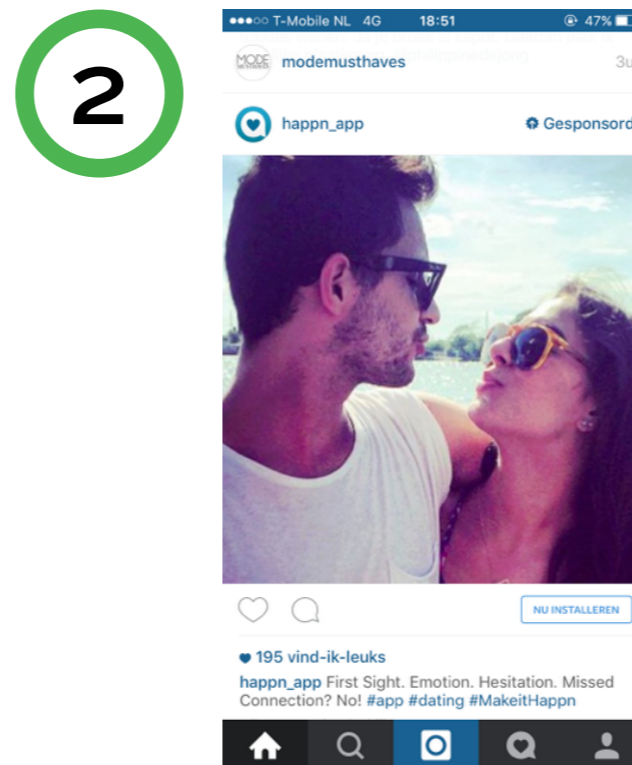 2
T-Mobile NL 4G 18:51 47%
MODE
modemusthaves 3u
happn_app Gesponsord
NU INSTALLEREN
195 vind-ik-leuks
happn_app First Sight. Emotion. Hesitation. Missed
Connection? No! #app #dating #MakeitHappn